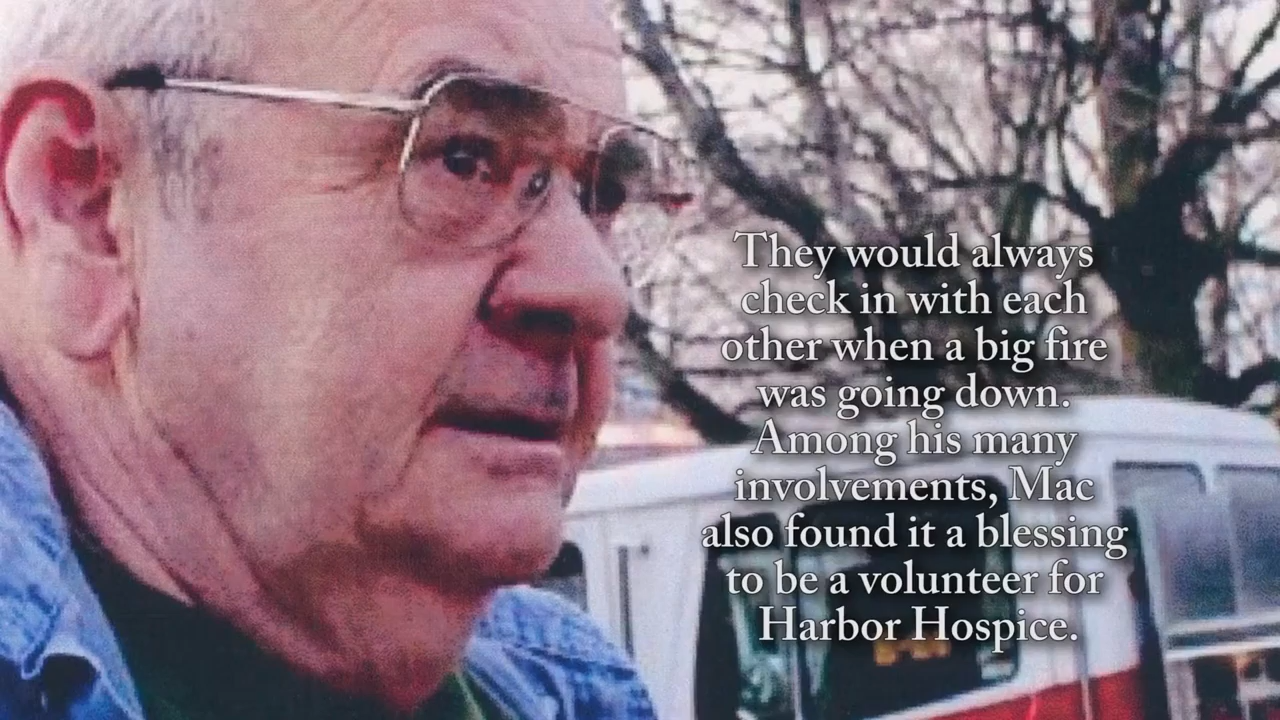 They would always
check in with each
other when a big fire
was going down.
Among his many
involvements, Mac
also found it a blessing
to be a volunteer for
Harbor Hospice.